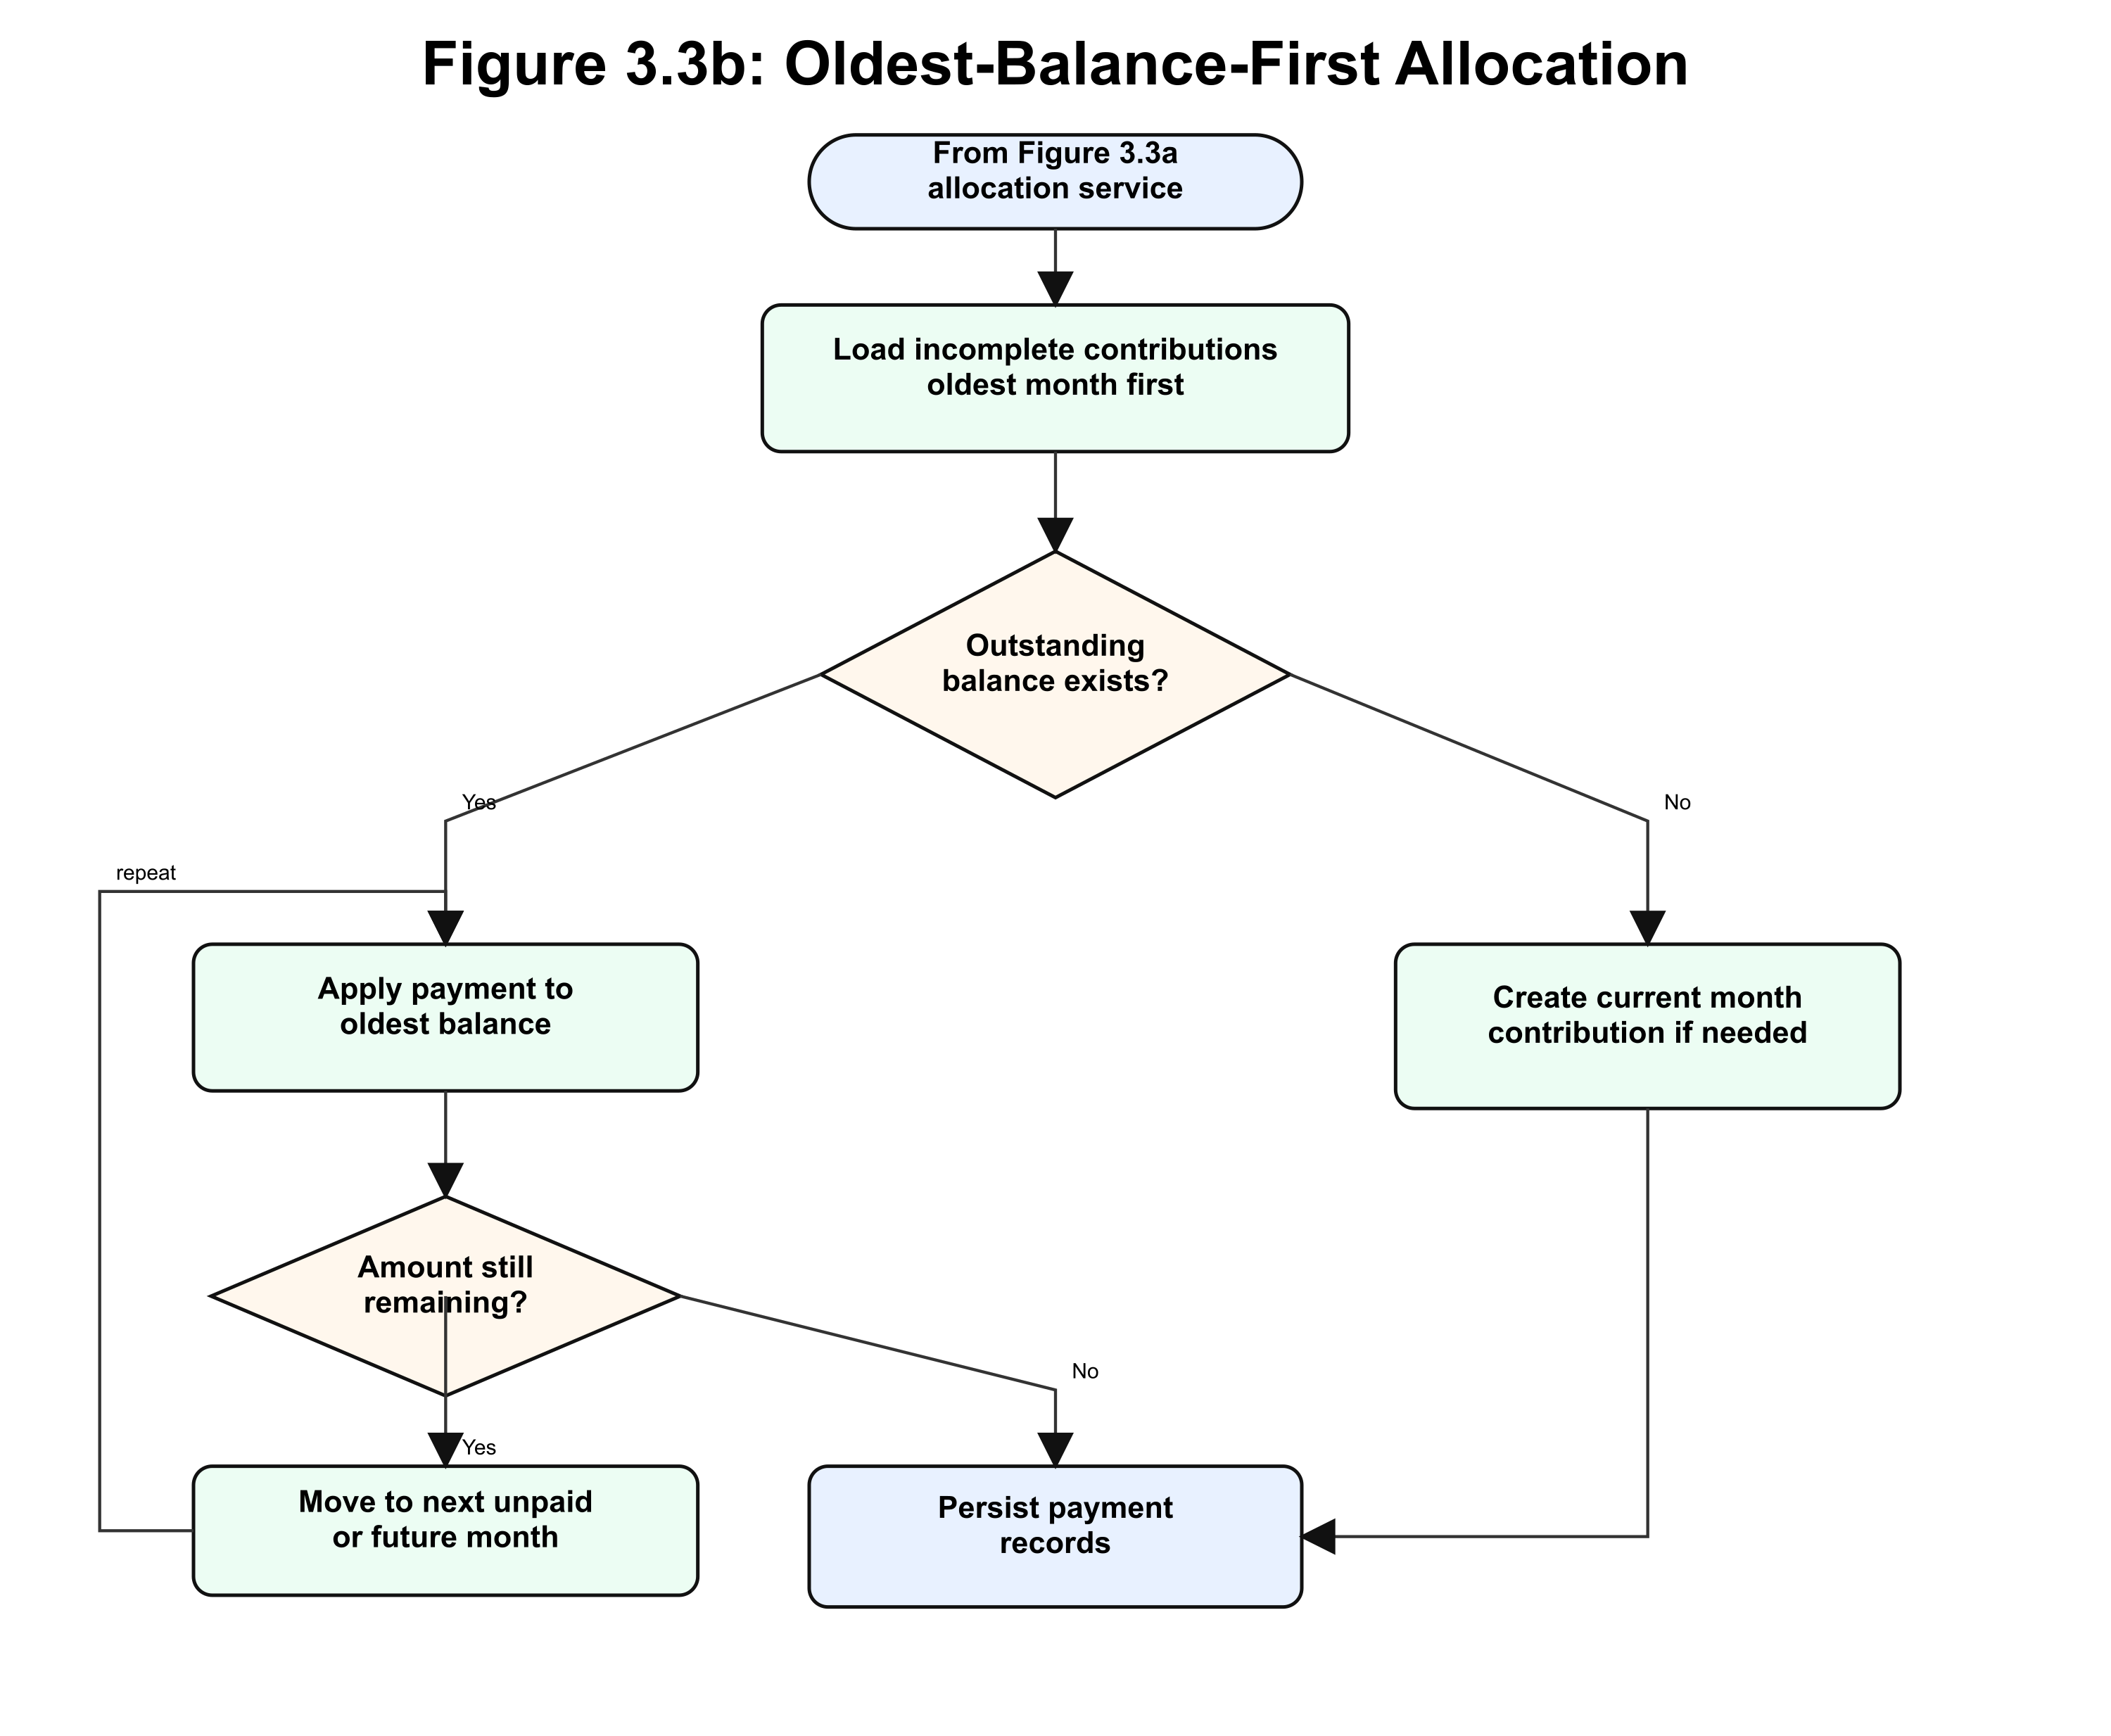 Figure 3.3b: Oldest-Balance-First Allocation
From Figure 3.3a
allocation service
Load incomplete contributions
oldest month first
Outstanding
balance exists?
Yes
No
repeat
Apply payment to
oldest balance
Create current month
contribution if needed
Amount still
remaining?
No
Yes
Move to next unpaid
or future month
Persist payment
records